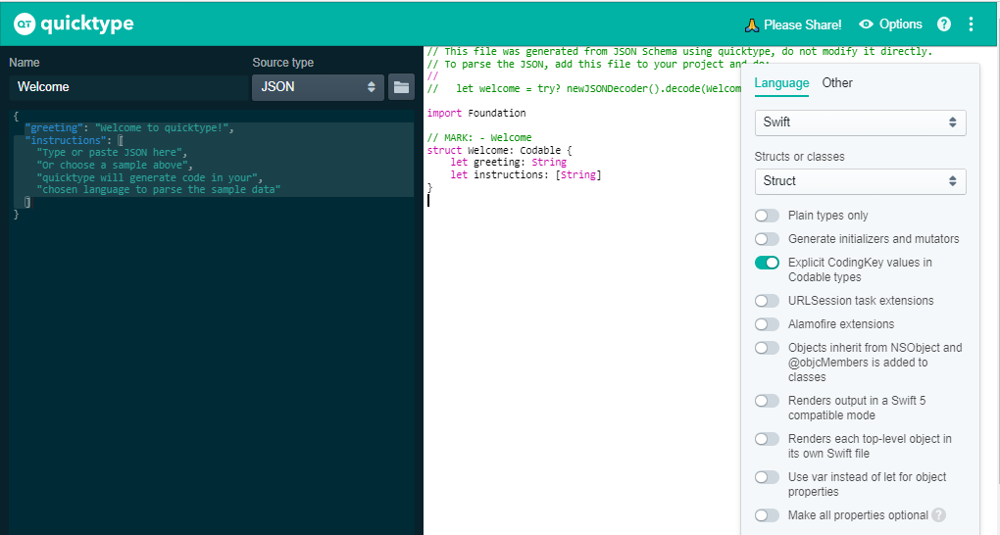 QT quicktype
Please Share!
Options
?
Name
Source type
Welcome
JSON
{
"greeting": "Welcome to quicktype!",
"instructions": [
"Type or paste JSON here",
"Or choose a sample above",
"quicktype will generate code in your",
"chosen language to parse the sample data"
]
}
// This file was generated from JSON Schema using quicktype, do not modify it directly.
// To parse the JSON, add this file to your project and do:
//
// let welcome = try? newJSONDecoder().decode(Welcom
import Foundation
// MARK: - Welcome
struct Welcome: Codable {
let greeting: String
let instructions: [String]
}
Language
Other
Swift
Structs or classes
Struct
Plain types only
Generate initializers and mutators
Explicit CodingKey values in
Codable types
URLSession task extensions
Alamofire extensions
Objects inherit from NSObject and
@objcMembers is added to
classes
Renders output in a Swift 5
compatible mode
Renders each top-level object in
its own Swift file
Use var instead of let for object
properties
Make all properties optional ?